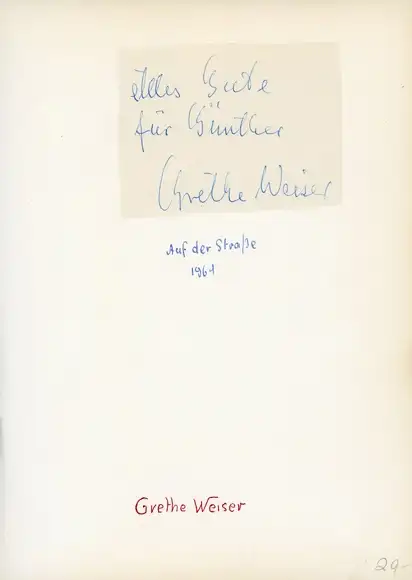 Alles Gute
für Günther
Grethe Weiser
Auf der Straße
1961
Grethe Weiser
29-